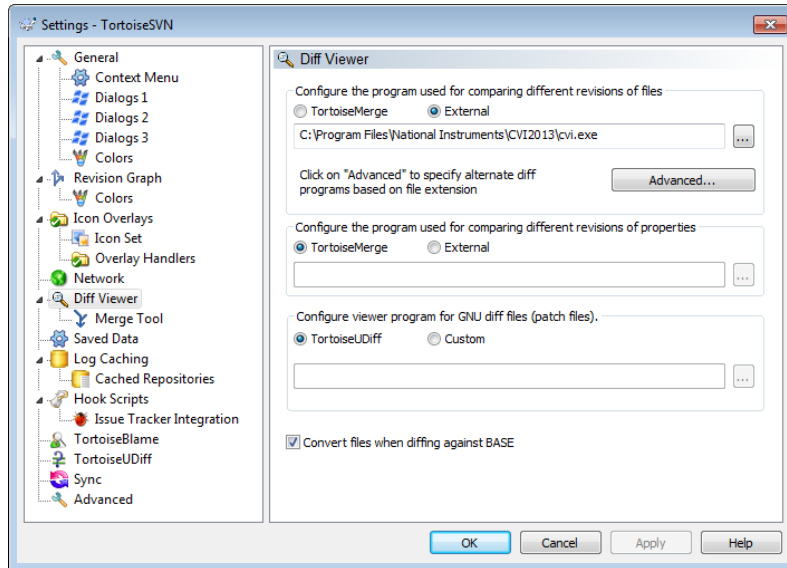 Settings - TortoiseSVN
General
Context Menu
Dialogs 1
Dialogs 2
Dialogs 3
Colors
Revision Graph
Colors
Icon Overlays
Icon Set
Overlay Handlers
Network
Diff Viewer
Merge Tool
Saved Data
Log Caching
Cached Repositories
Hook Scripts
Issue Tracker Integration
TortoiseBlame
TortoiseUDiff
Sync
Advanced
Diff Viewer
Configure the program used for comparing different revisions of files
TortoiseMerge External
C:\Program Files\National Instruments\CVI2013\cvi.exe ...
Click on "Advanced" to specify alternate diff
programs based on file extension
Advanced...
Configure the program used for comparing different revisions of properties
TortoiseMerge External
...
Configure viewer program for GNU diff files (patch files).
TortoiseUDiff Custom
...
Convert files when diffing against BASE
OK Cancel Apply Help